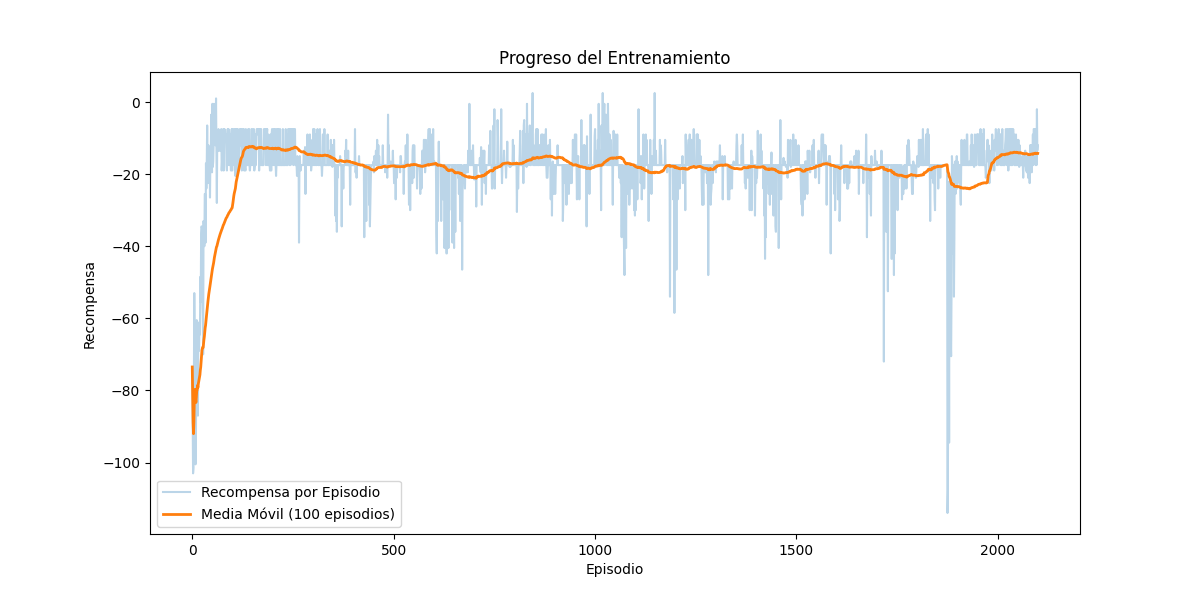 Progreso del Entrenamiento
Recompensa
0
−20
−40
−60
−80
−100
Recompensa por Episodio
Media Móvil (100 episodios)
0
500
1000
1500
2000
Episodio